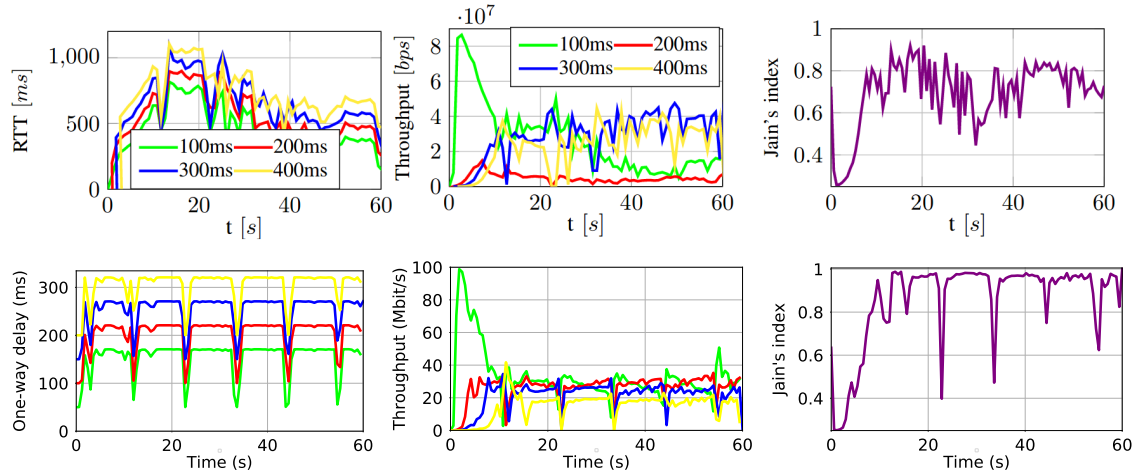 RTT [ms]
1,000
500
0
100ms 200ms
300ms 400ms
0 20 40 60
t [s]
·10⁷
Throughput [bps]
8
6
4
2
0
100ms 200ms
300ms 400ms
0 20 40 60
t [s]
Jain's index
1
0.8
0.6
0.4
0 20 40 60
t [s]
One-way delay (ms)
300
200
100
0
0 20 40 60
Time (s)
Throughput (Mbit/s)
100
80
60
40
20
0
0 20 40 60
Time (s)
Jain's index
1
0.8
0.6
0.4
0 20 40 60
Time (s)